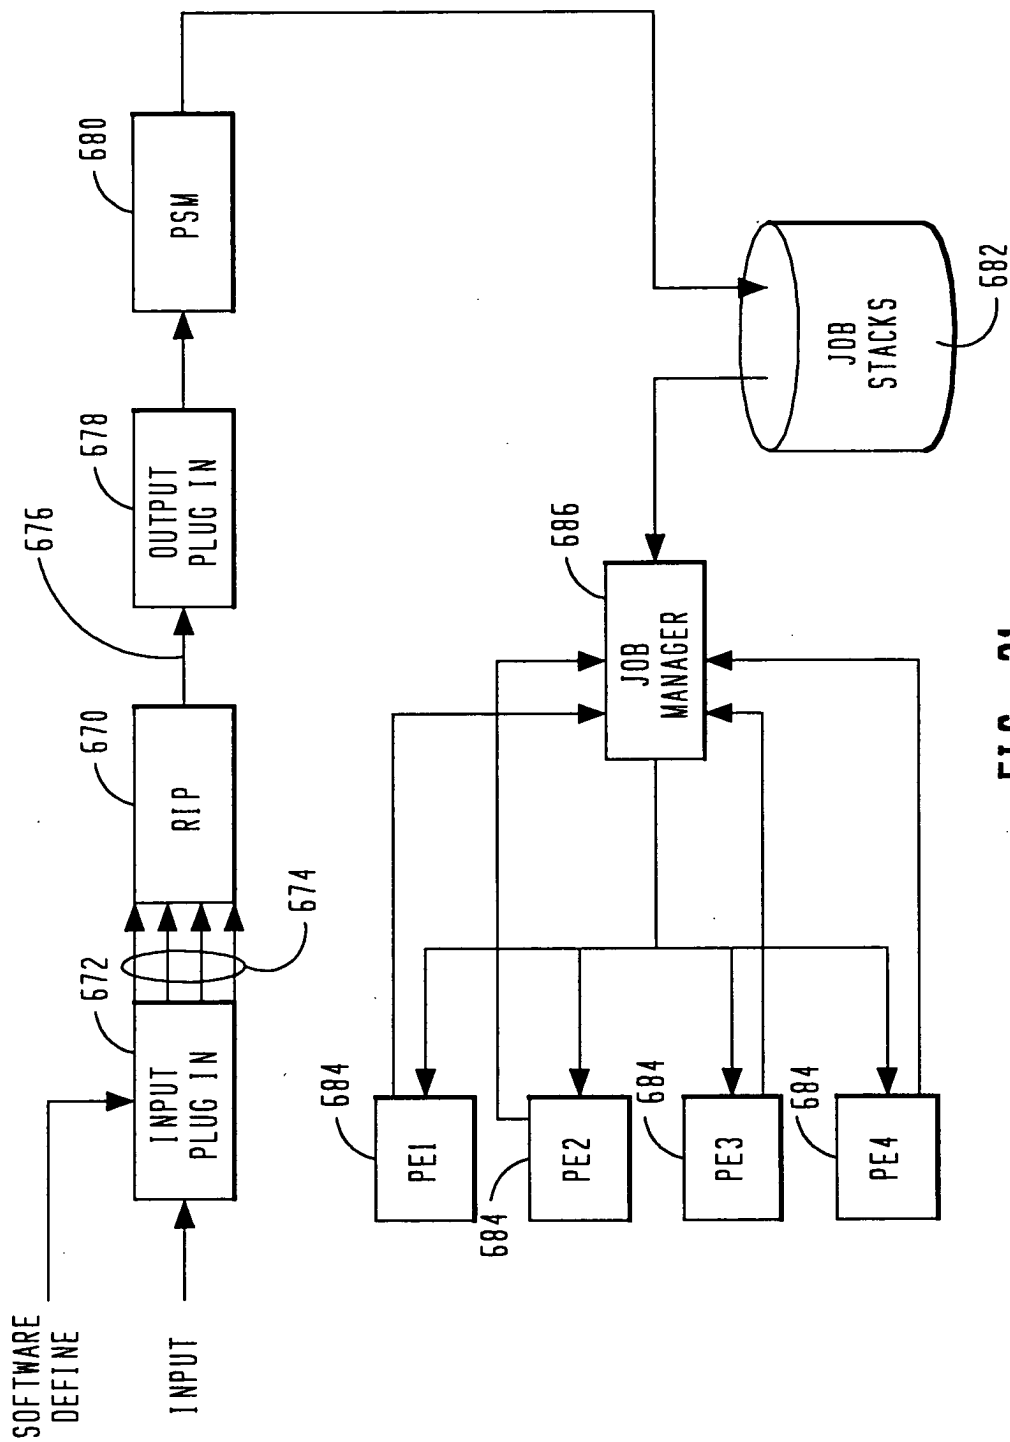 SOFTWARE
DEFINE
INPUT
INPUT
PLUG IN
672
674
RIP
670
676
OUTPUT
PLUG IN
678
PSM
680
PE1
684
PE2
684
PE3
684
PE4
684
JOB
MANAGER
686
JOB
STACKS
682